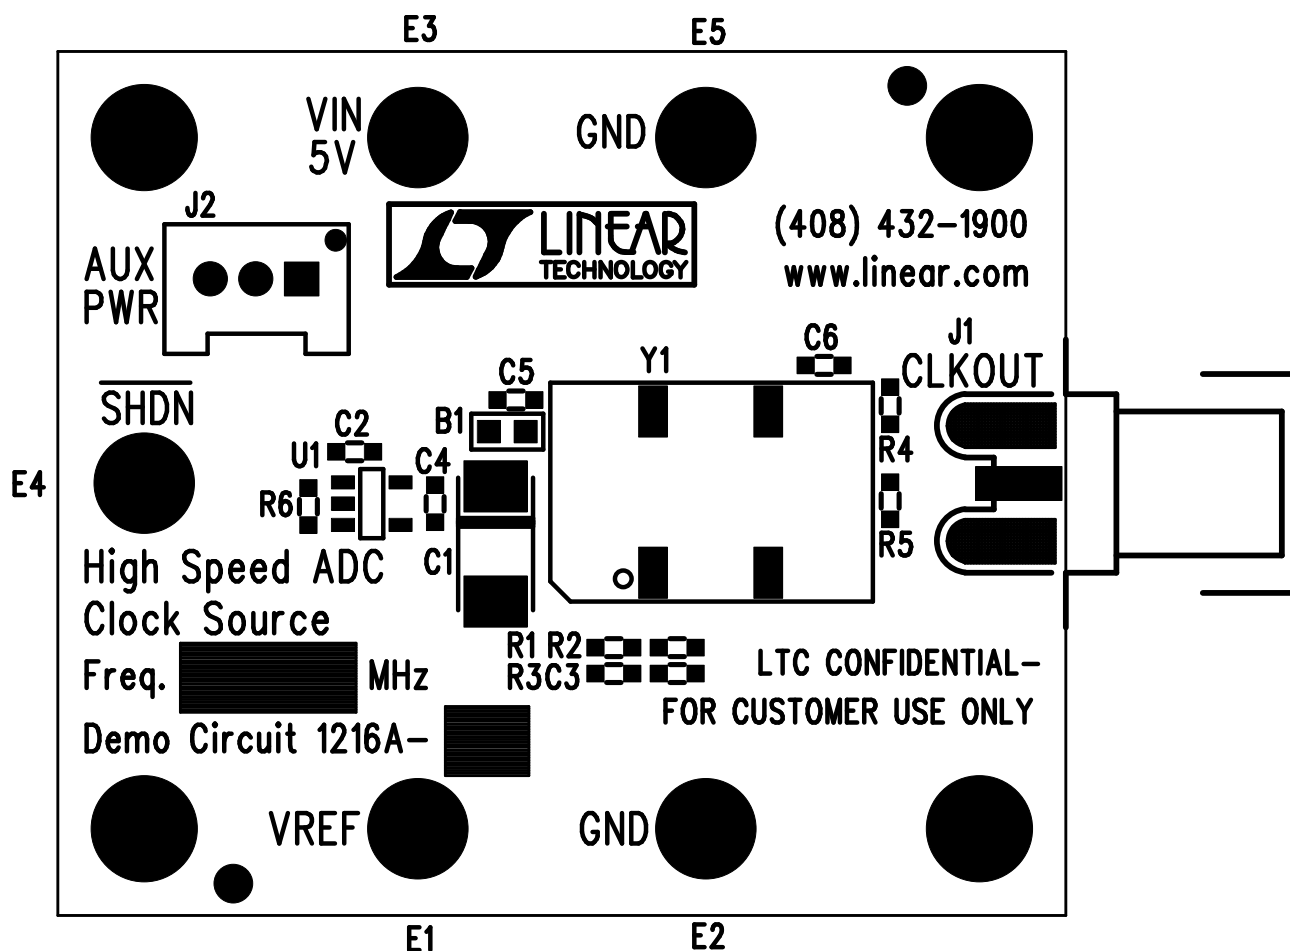 E3
E5
VIN
5V
GND
J2
LINEAR
TECHNOLOGY
(408) 432-1900
www.linear.com
AUX
PWR
C6
J1
Y1
CLKOUT
C5
SHDN
B1
C2
R4
U1
C4
E4
R6
R5
C1
High Speed ADC
Clock Source
R1 R2
R3 C3
LTC CONFIDENTIAL-
Freq. MHz
FOR CUSTOMER USE ONLY
Demo Circuit 1216A-
VREF
GND
E1
E2